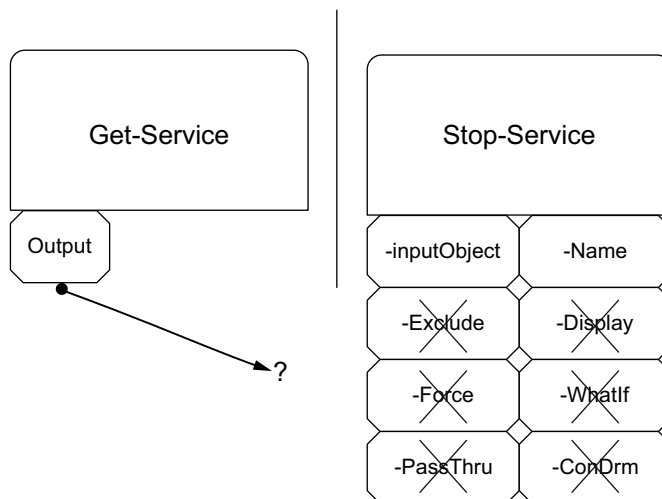 Get-Service
Stop-Service
Output
-inputObject
-Name
-Exclude
-Display
?
-Force
-WhatIf
-PassThru
-ConDrm